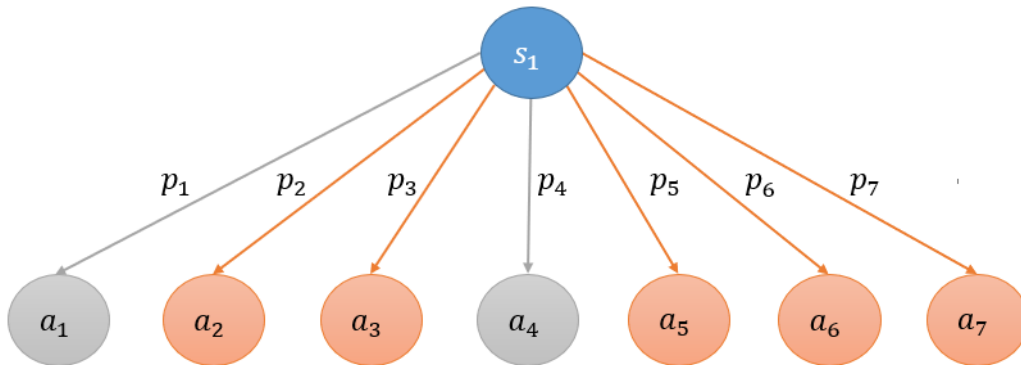 s₁
p₁ p₂ p₃ p₄ p₅ p₆ p₇
a₁ a₂ a₃ a₄ a₅ a₆ a₇